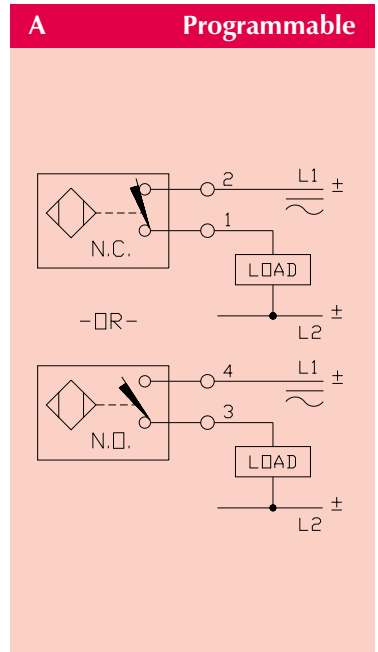 A Programmable
2 L1 ±
1
N.C.
LOAD
-OR-
L2 ±
4 L1 ±
3
N.O.
LOAD
L2 ±